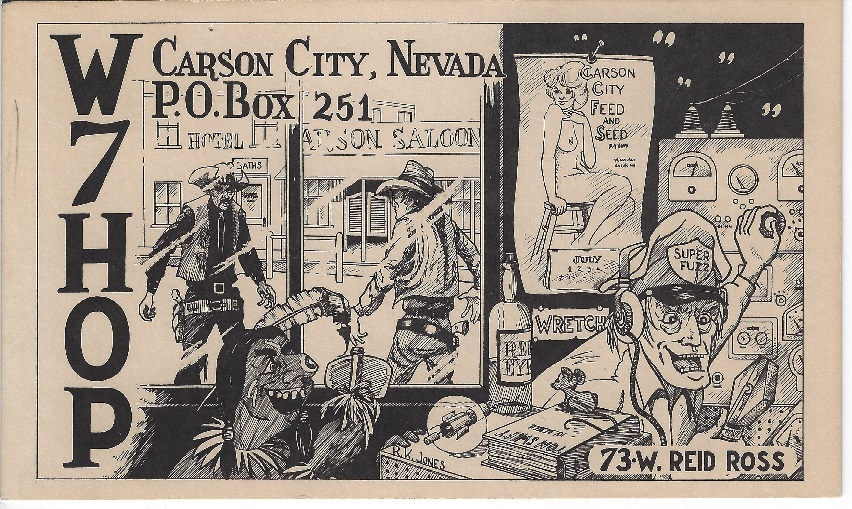 W7HOP
CARSON CITY, NEVADA
P.O. BOX 251
HOTEL
CARSON SALOON
BATHS
CARSON
CITY
FEED
AND
SEED
JULY
SUPER
FUZZ
WRETCH
RED
EYE
R.W. JONES
73·W. REID ROSS